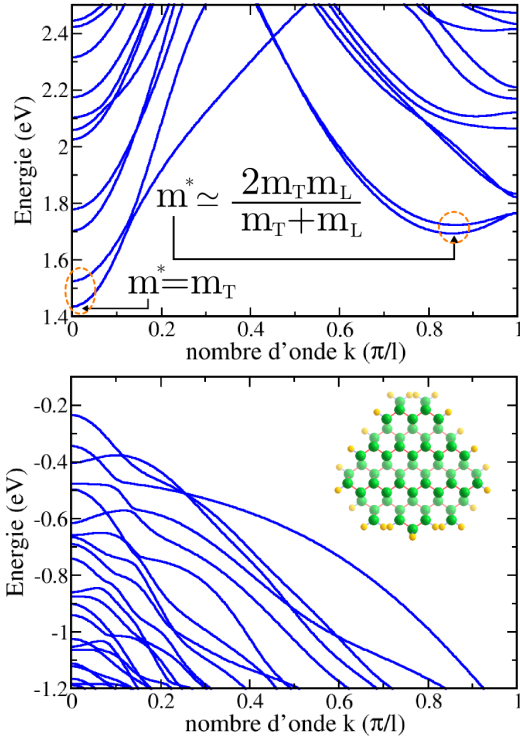 2.4
2.2
2
1.8
1.6
1.4
Energie (eV)
m* ≃ 2mTmL / mT+mL
m*=mT
0 0.2 0.4 0.6 0.8 1
nombre d'onde k (π/l)
-0.2
-0.4
-0.6
-0.8
-1
-1.2
Energie (eV)
0 0.2 0.4 0.6 0.8 1
nombre d'onde k (π/l)